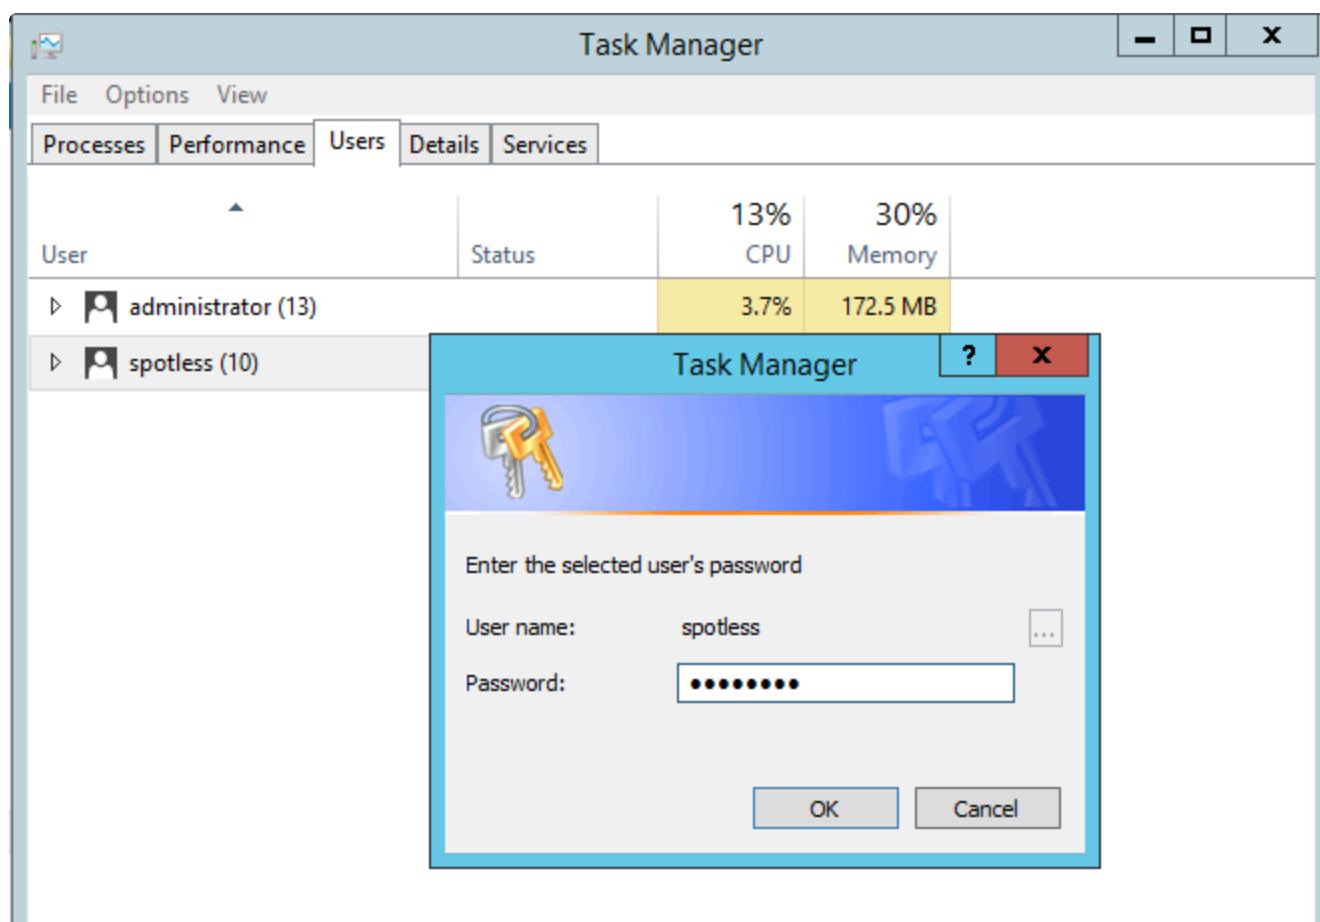 Task Manager
File Options View
Processes Performance Users Details Services
13% 30%
User Status CPU Memory
administrator (13) 3.7% 172.5 MB
spotless (10)
Task Manager
Enter the selected user's password
User name: spotless ...
Password: ●●●●●●●●
OK Cancel